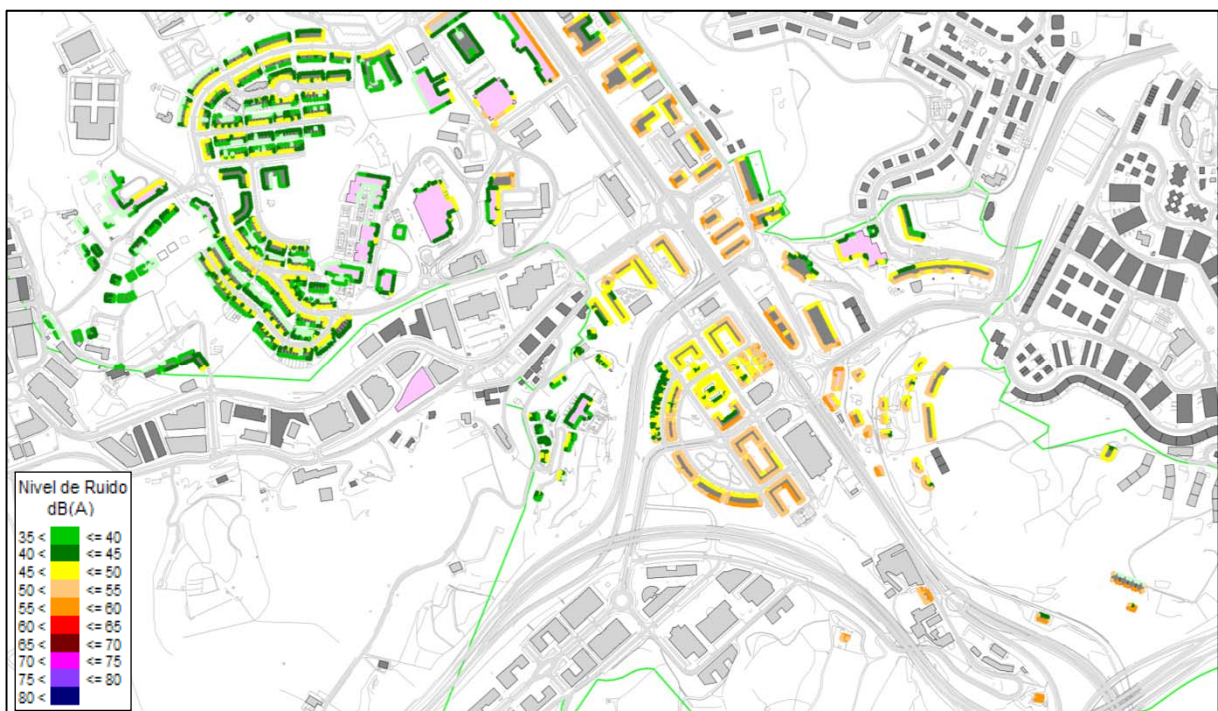 Nivel de Ruido
dB(A)
35 < <= 40
40 < <= 45
45 < <= 50
50 < <= 55
55 < <= 60
60 < <= 65
65 < <= 70
70 < <= 75
75 < <= 80
80 <